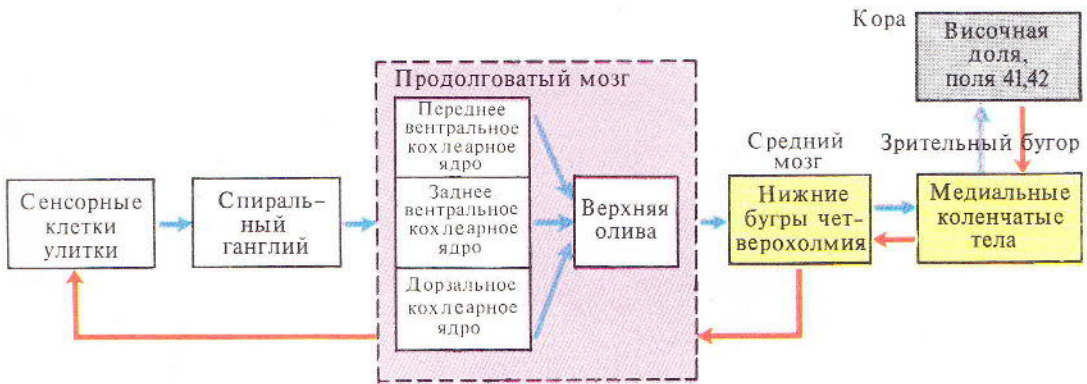 Кора
Височная
доля,
поля 41,42
Продолговатый мозг
Переднее
вентральное
кохлеарное
ядро
Средний
мозг
Зрительный бугор
Сенсорные
клетки
улитки
Спираль-
ный
ганглий
Заднее
вентральное
кохлеарное
ядро
Верхняя
олива
Нижние
бугры чет-
верохолмия
Медиальные
коленчатые
тела
Дорзальное
кохлеарное
ядро